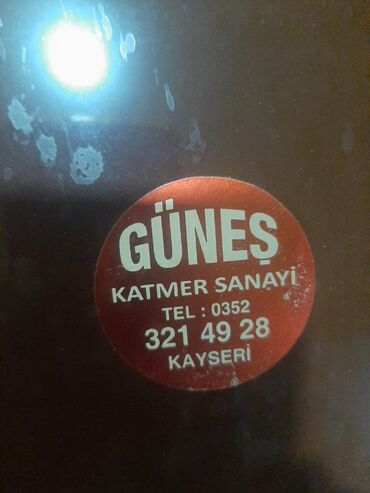 GÜNEŞ
KATMER SANAYİ
TEL : 0352
321 49 28
KAYSERİ